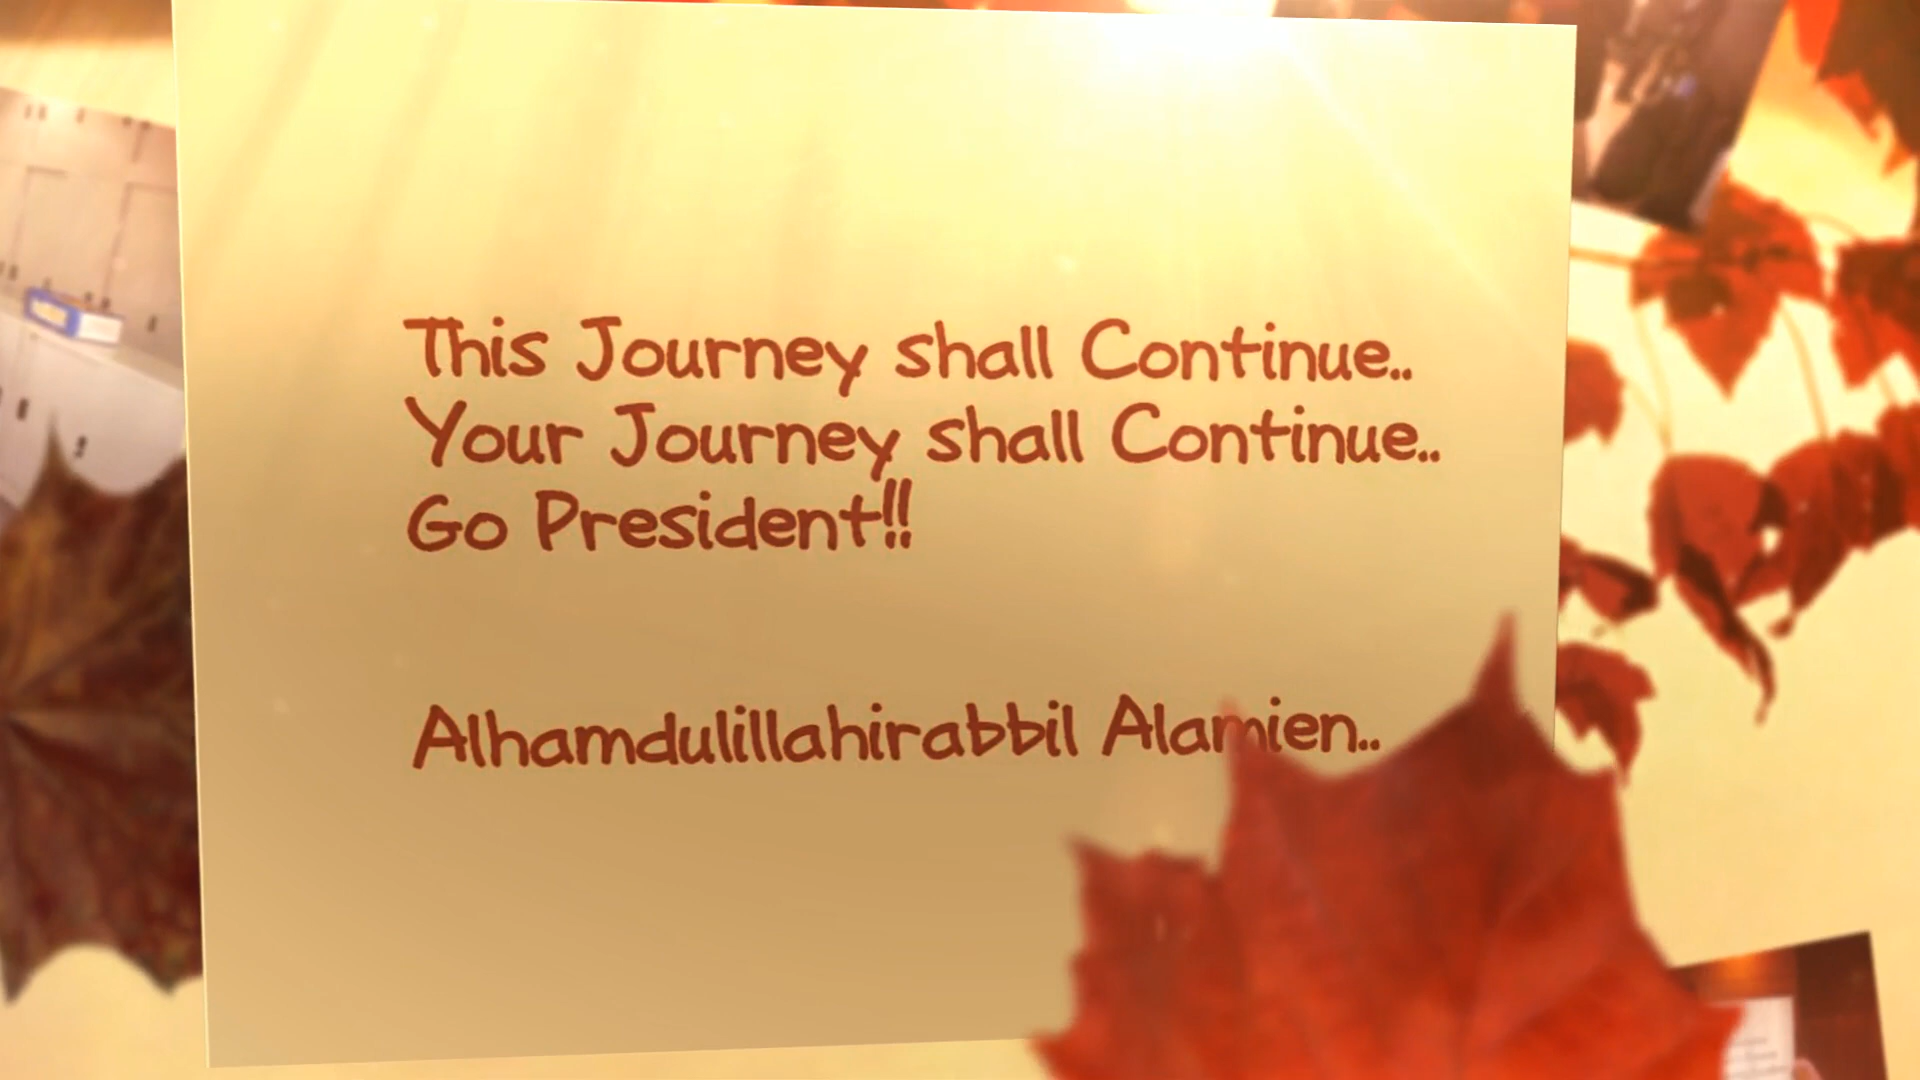 This Journey shall Continue..
Your Journey shall Continue..
Go President!!
Alhamdulillahirabbil Alamien..